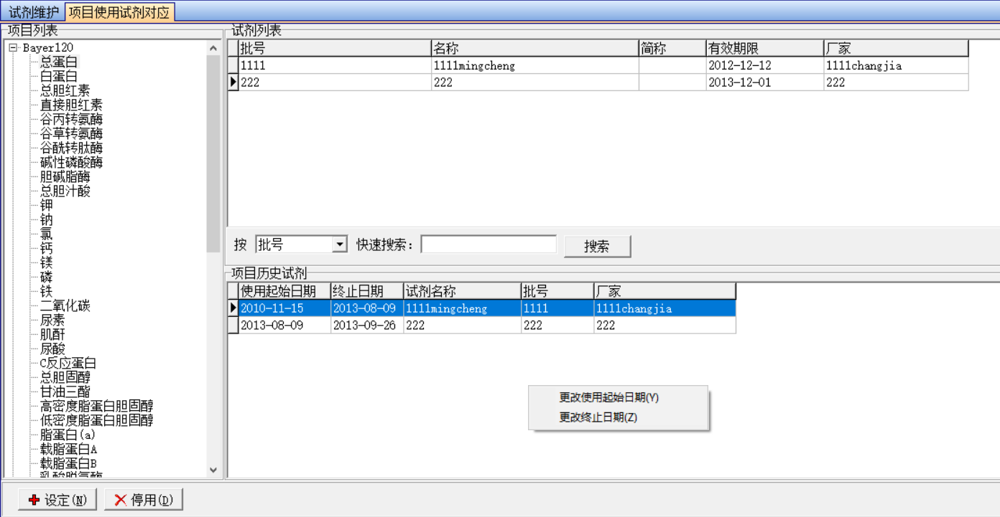 试剂维护 项目使用试剂对应
项目列表
Bayer120
总蛋白
白蛋白
总胆红素
直接胆红素
谷丙转氨酶
谷草转氨酶
谷酰转肽酶
碱性磷酸酶
胆碱脂酶
总胆汁酸
钾
钠
氯
钙
镁
磷
铁
二氧化碳
尿素
肌酐
尿酸
C反应蛋白
总胆固醇
甘油三酯
高密度脂蛋白胆固醇
低密度脂蛋白胆固醇
脂蛋白(a)
载脂蛋白A
载脂蛋白B
乳酸脱氢酶
试剂列表
批号 名称 简称 有效期限 厂家
1111 1111mingcheng 2012-12-12 1111changjia
222 222 2013-12-01 222
按 批号 快速搜索: 搜索
项目历史试剂
使用起始日期 终止日期 试剂名称 批号 厂家
2010-11-15 2013-08-09 1111mingcheng 1111 1111changjia
2013-08-09 2013-09-26 222 222 222
更改使用起始日期(Y)
更改终止日期(Z)
设定(N) 停用(D)